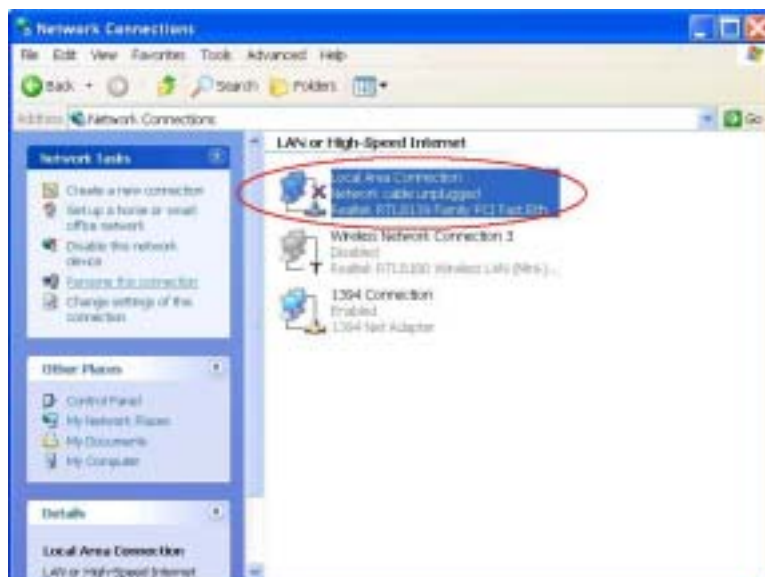 Network Connections
File Edit View Favorites Tools Advanced Help
Back Search Folders
Address Network Connections Go
Network Tasks
Create a new connection
Set up a home or small
office network
Disable this network
device
Rename this connection
Change settings of this
connection
Other Places
Control Panel
My Network Places
My Documents
My Computer
Details
Local Area Connection
LAN or High-Speed Internet
LAN or High-Speed Internet
Local Area Connection
Network cable unplugged
Realtek RTL8139 Family PCI Fast Eth...
Wireless Network Connection 3
Disabled
Realtek Wireless LAN (Mini-)...
1394 Connection
Enabled
1394 Net Adapter